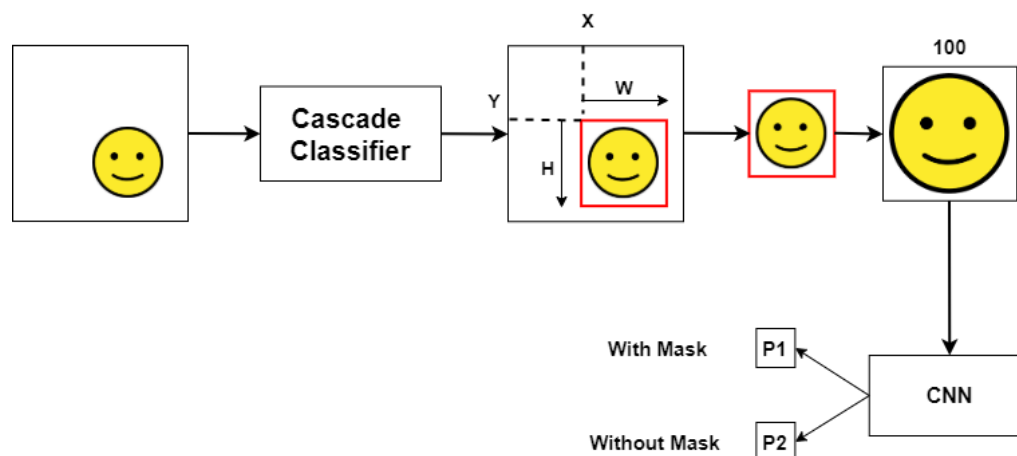 X
100
W
Y
Cascade
Classifier
H
With Mask
P1
CNN
Without Mask
P2